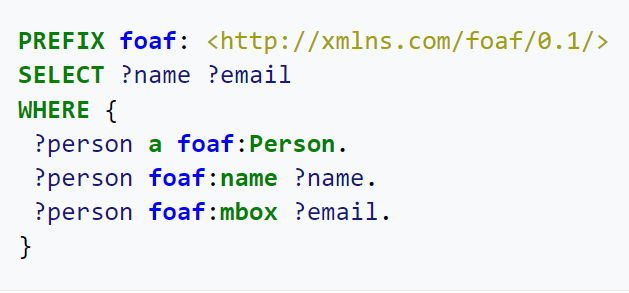 PREFIX foaf: <http://xmlns.com/foaf/0.1/>
SELECT ?name ?email
WHERE {
 ?person a foaf:Person.
 ?person foaf:name ?name.
 ?person foaf:mbox ?email.
}